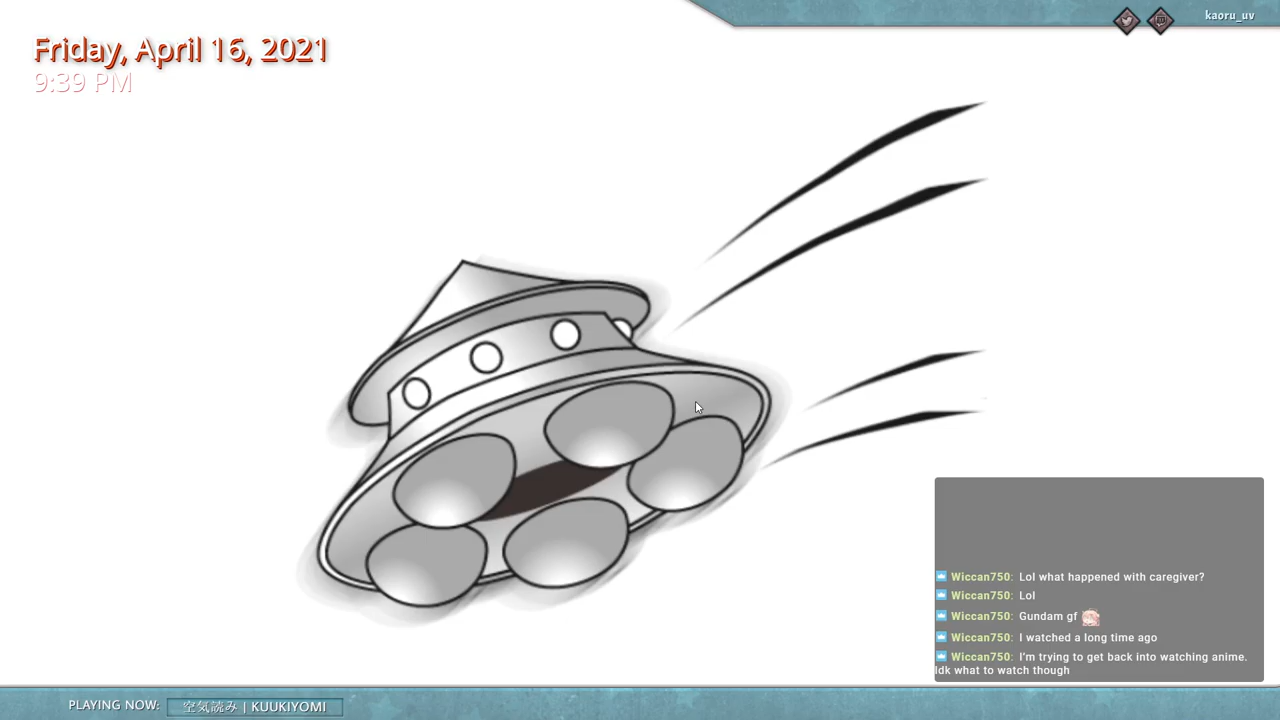 kaoru_uv
Friday, April 16, 2021
9:39 PM
Wiccan750: Lol what happened with caregiver?
Wiccan750: Lol
Wiccan750: Gundam gf
Wiccan750: I watched a long time ago
Wiccan750: I'm trying to get back into watching anime.
Idk what to watch though
PLAYING NOW: 空気読み | KUUKIYOMI